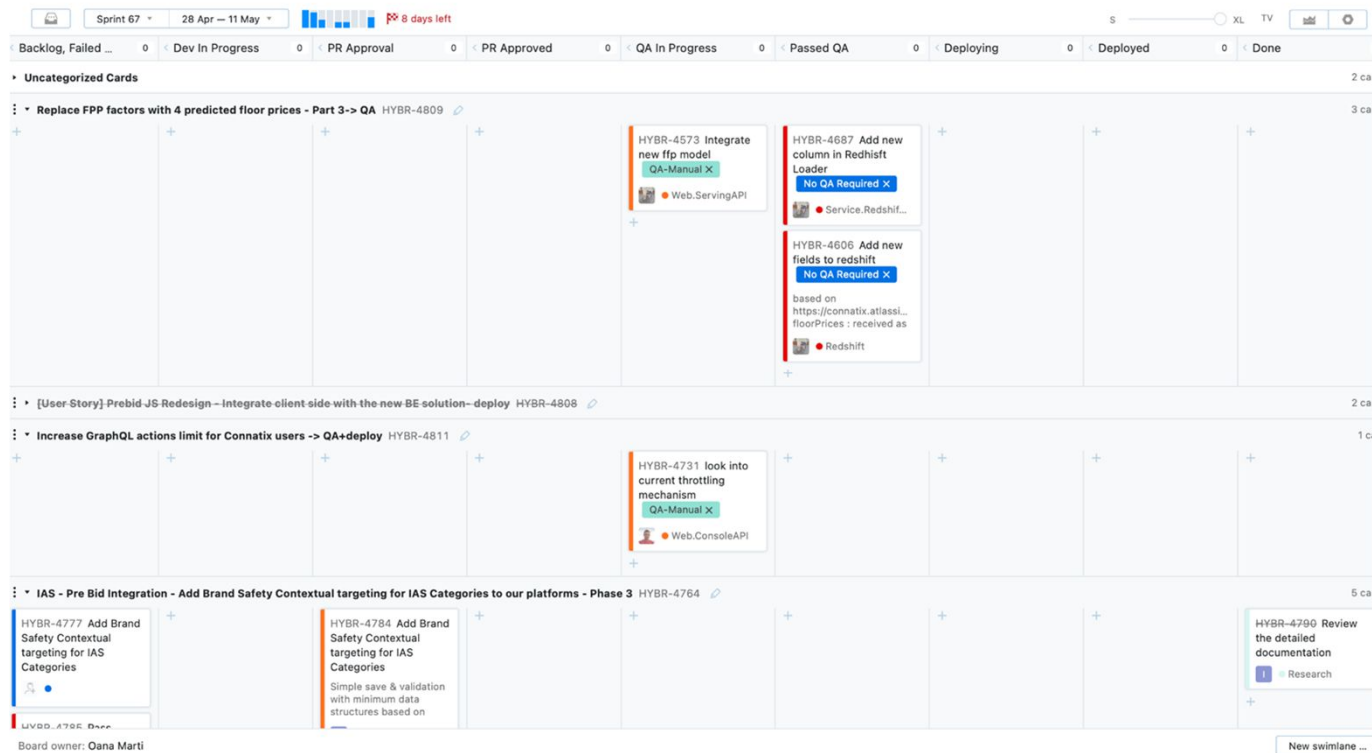 Sprint 67
28 Apr — 11 May
8 days left
S
XL
TV
Backlog, Failed ...
0
Dev In Progress
0
PR Approval
0
PR Approved
0
QA In Progress
0
Passed QA
0
Deploying
0
Deployed
0
Done
Uncategorized Cards
2 ca
Replace FPP factors with 4 predicted floor prices - Part 3-> QA HYBR-4809
3 ca
HYBR-4573 Integrate
new ffp model
QA-Manual ×
Web.ServingAPI
HYBR-4687 Add new
column in Redhisft
Loader
No QA Required ×
Service.Redshif...
HYBR-4606 Add new
fields to redshift
No QA Required ×
based on
https://connatix.atlassi...
floorPrices : received as
Redshift
[User Story] Prebid JS Redesign - Integrate client side with the new BE solution- deploy HYBR-4808
2 ca
Increase GraphQL actions limit for Connatix users -> QA+deploy HYBR-4811
1 ca
HYBR-4731 look into
current throttling
mechanism
QA-Manual ×
Web.ConsoleAPI
IAS - Pre Bid Integration - Add Brand Safety Contextual targeting for IAS Categories to our platforms - Phase 3 HYBR-4764
5 ca
HYBR-4777 Add Brand
Safety Contextual
targeting for IAS
Categories
HYBR-4785 Pass
HYBR-4784 Add Brand
Safety Contextual
targeting for IAS
Categories
Simple save & validation
with minimum data
structures based on
HYBR-4790 Review
the detailed
documentation
I
Research
Board owner: Oana Marti
New swimlane ...